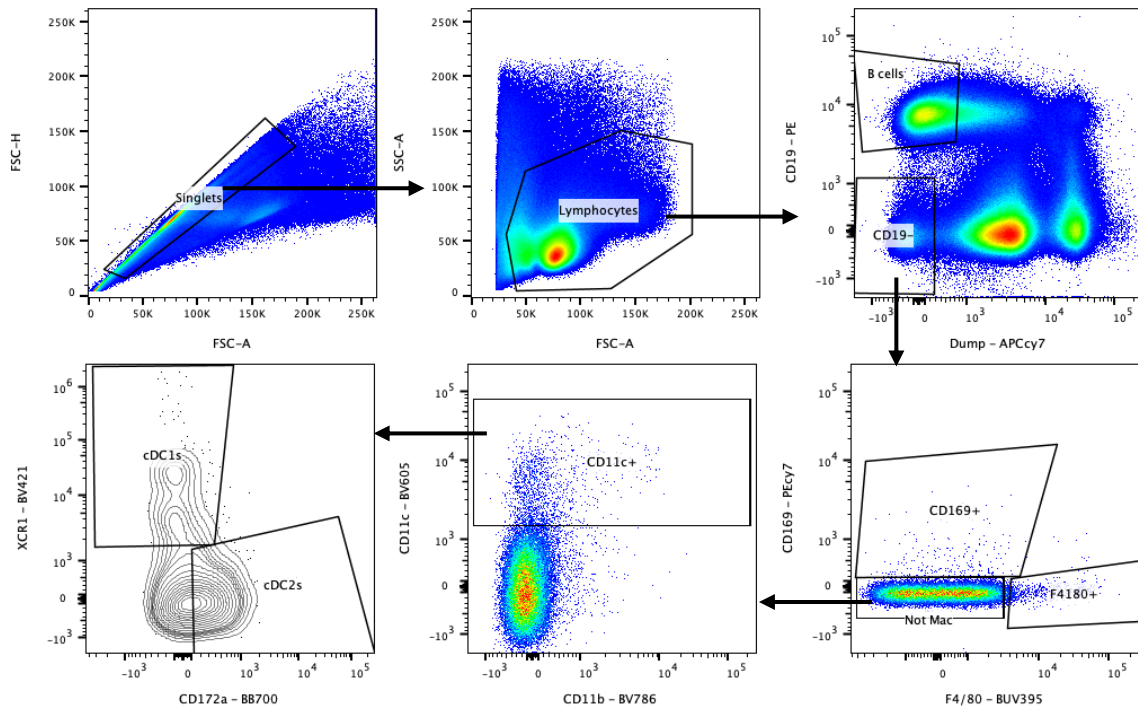 250K
200K
150K
100K
50K
0
FSC-H
Singlets
0 50K 100K 150K 200K 250K
FSC-A
250K
200K
150K
100K
50K
0
SSC-A
Lymphocytes
0 50K 100K 150K 200K 250K
FSC-A
10^5
10^4
10^3
0
-10^3
CD19 - PE
B cells
CD19-
-10^3 0 10^3 10^4 10^5
Dump - APCcy7
10^6
10^5
10^4
10^3
0
-10^3
XCR1 - BV421
cDC1s
cDC2s
-10^3 0 10^3 10^4 10^5
CD172a - BB700
10^5
10^4
10^3
0
-10^3
CD11c - BV605
CD11c+
-10^3 0 10^3 10^4 10^5
CD11b - BV786
10^5
10^4
10^3
0
-10^3
CD169 - PEcy7
CD169+
F4180+
Not Mac
0 10^3 10^4 10^5
F4/80 - BUV395